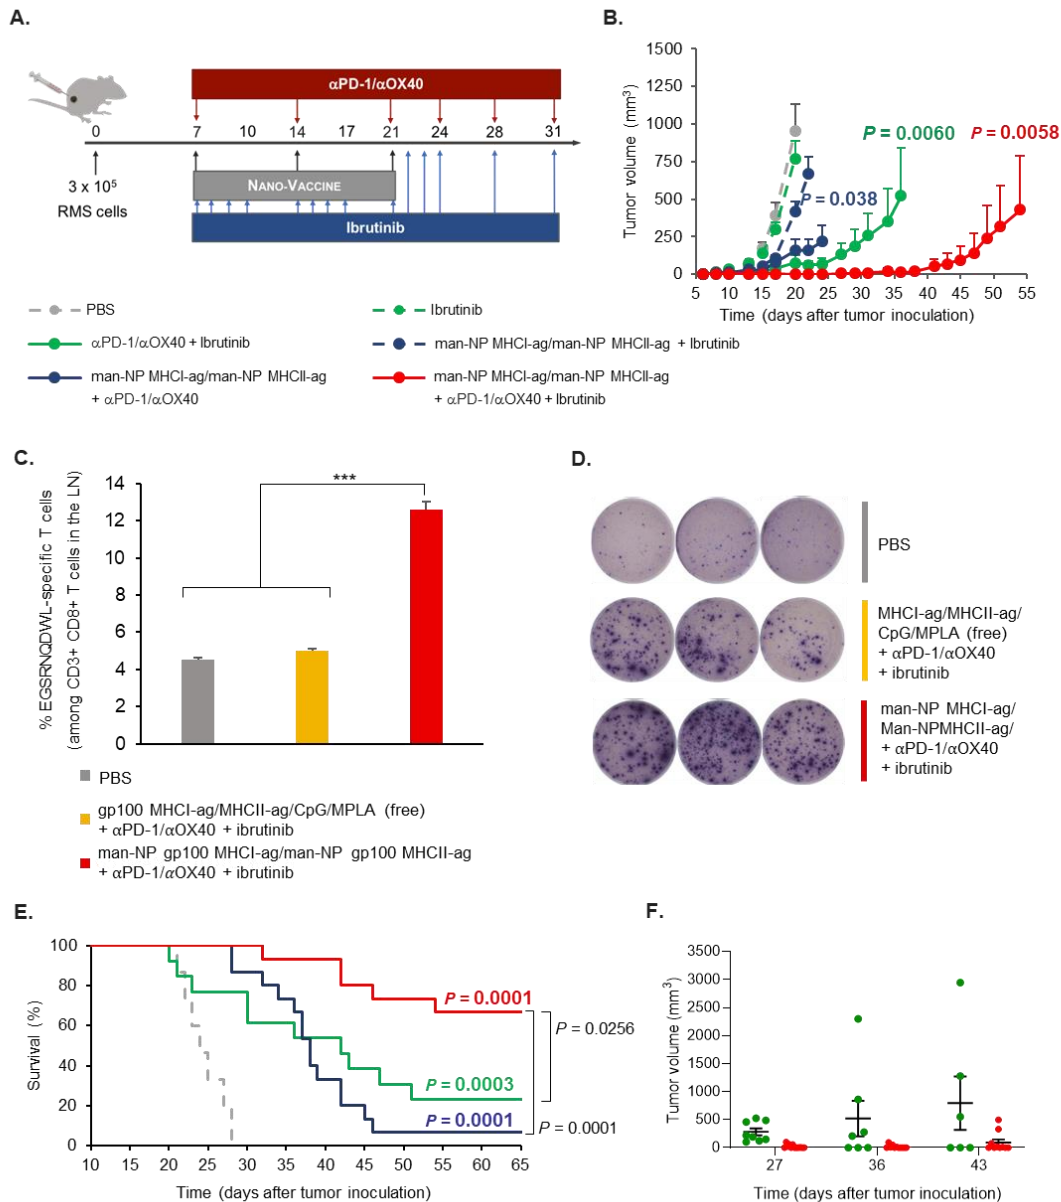 A.
αPD-1/αOX40
0 7 10 14 17 21 24 28 31
3 x 10⁵
RMS cells
NANO-VACCINE
Ibrutinib
B.
Tumor volume (mm³)
1500
1250
1000
750
500
250
0
P = 0.0060
P = 0.0058
P = 0.038
5 10 15 20 25 30 35 40 45 50 55
Time (days after tumor inoculation)
PBS
Ibrutinib
αPD-1/αOX40 + Ibrutinib
man-NP MHCI-ag/man-NP MHCII-ag + Ibrutinib
man-NP MHCI-ag/man-NP MHCII-ag
+ αPD-1/αOX40
man-NP MHCI-ag/man-NP MHCII-ag
+ αPD-1/αOX40 + Ibrutinib
C.
% EGSRNQDWL-specific T cells
(among CD3+ CD8+ T cells in the LN)
14
12
10
8
6
4
2
0
***
PBS
gp100 MHCI-ag/MHCII-ag/CpG/MPLA (free)
+ αPD-1/αOX40 + ibrutinib
man-NP gp100 MHCI-ag/man-NP gp100 MHCII-ag
+ αPD-1/αOX40 + ibrutinib
D.
PBS
MHCI-ag/MHCII-ag/
CpG/MPLA (free)
+ αPD-1/αOX40
+ ibrutinib
man-NP MHCI-ag/
Man-NPMHCII-ag/
+ αPD-1/αOX40
+ ibrutinib
E.
Survival (%)
100
80
60
40
20
0
P = 0.0001
P = 0.0256
P = 0.0003
P = 0.0001
P = 0.0001
10 15 20 25 30 35 40 45 50 55 60 65
Time (days after tumor inoculation)
F.
Tumor volume (mm³)
3500
3000
2500
2000
1500
1000
500
0
27 36 43
Time (days after tumor inoculation)